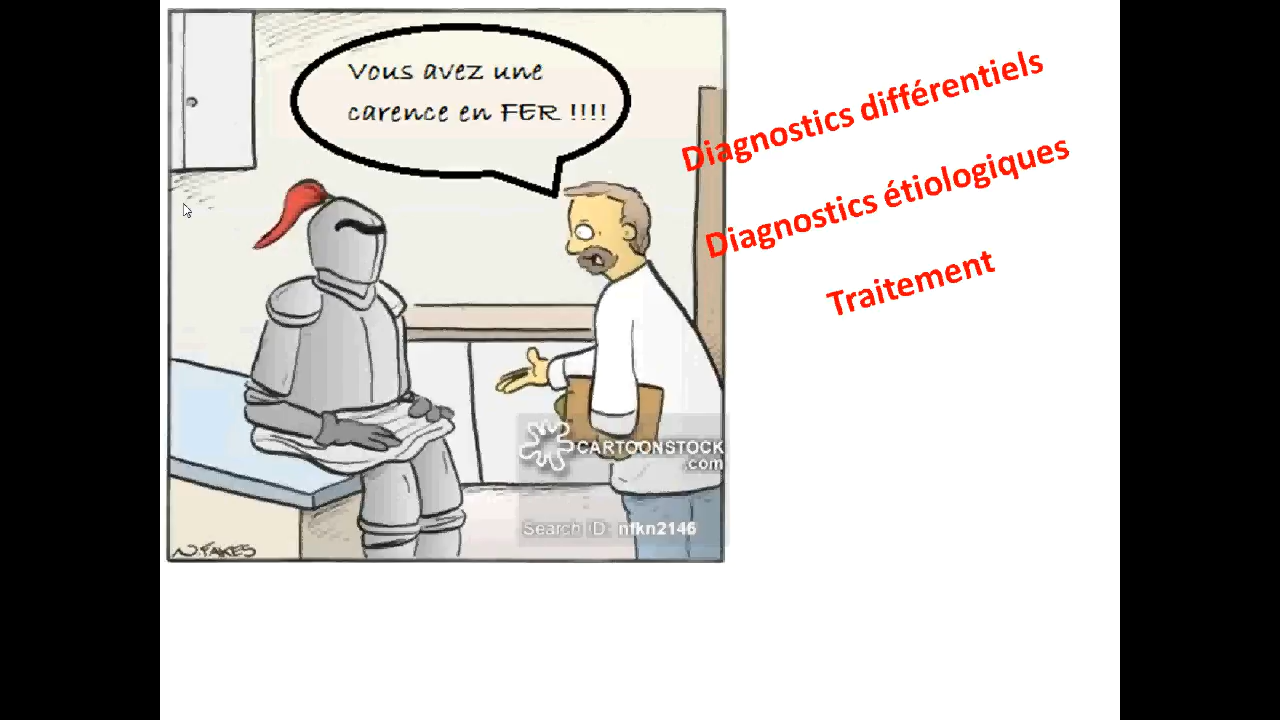 Vous avez une
carence en FER !!!!
Diagnostics différentiels
Diagnostics étiologiques
Traitement
CARTOONSTOCK
.com
Search ID: nfkn2146
N.FAKES